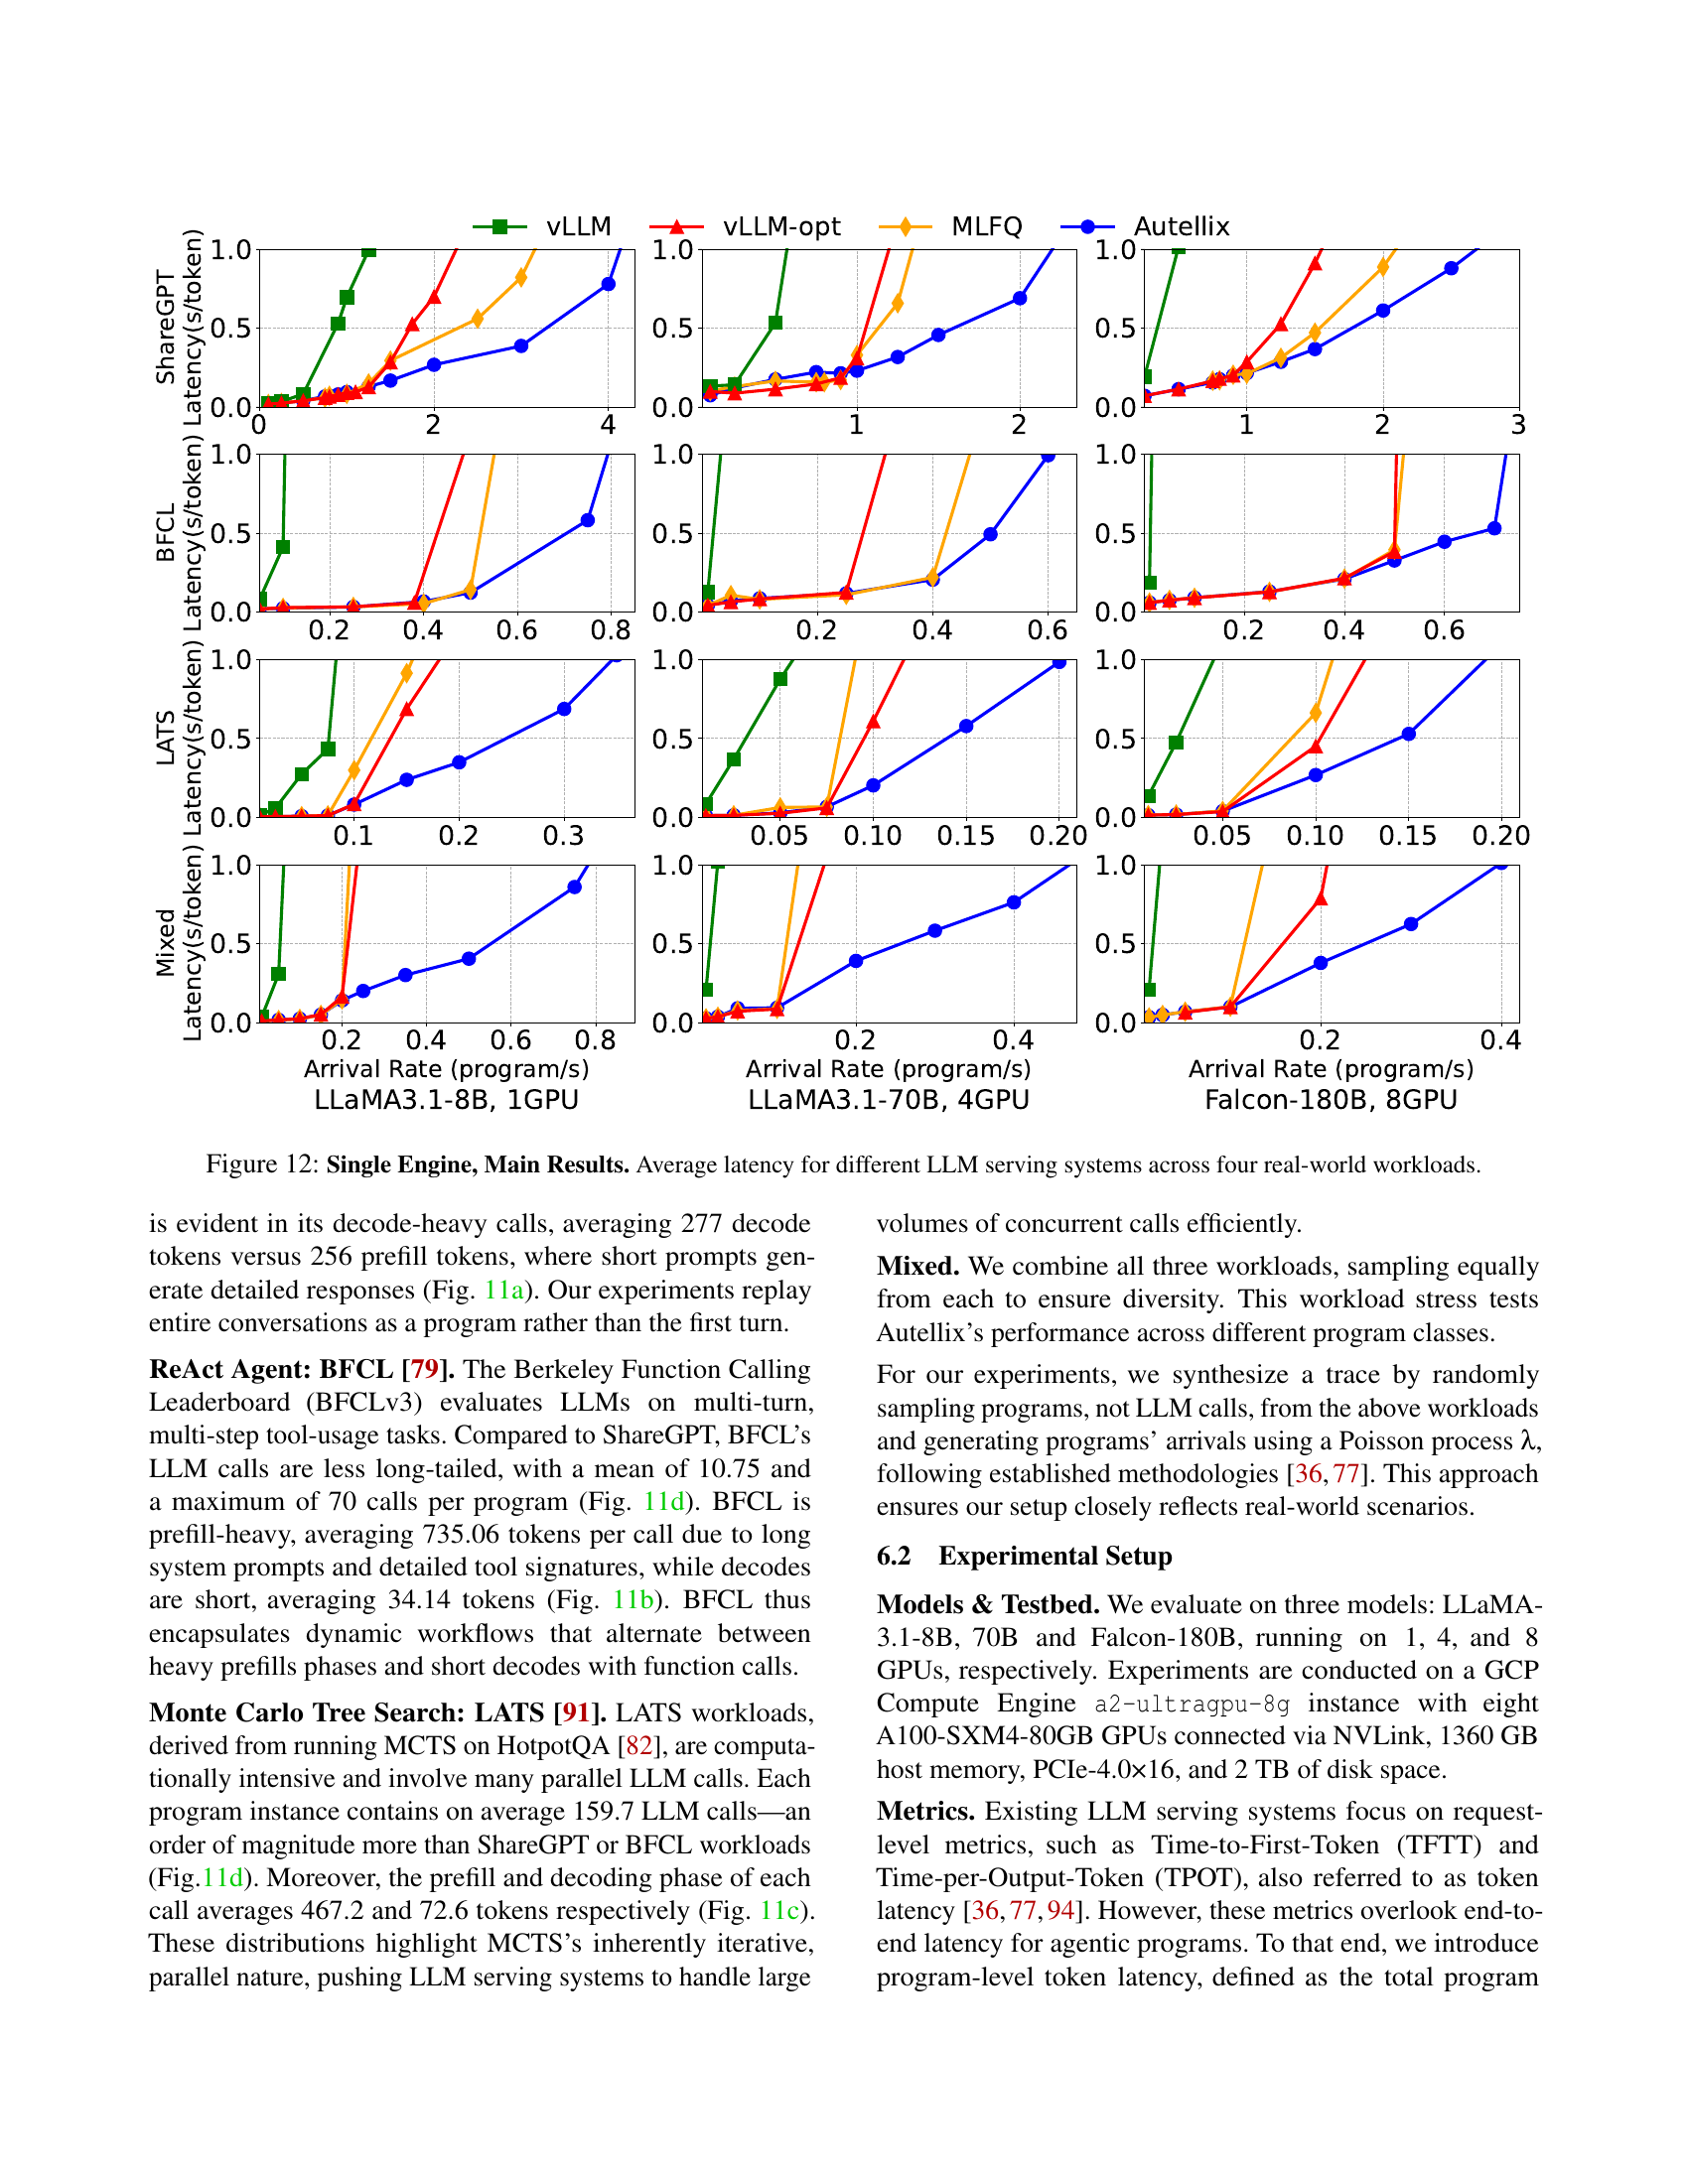 vLLM vLLM-opt MLFQ Autellix
ShareGPT
Latency(s/token)
1.0
0.5
0.0
0 2 4
1.0
0.5
0.0
1 2
1.0
0.5
0.0
1 2 3
BFCL
Latency(s/token)
1.0
0.5
0.0
0.2 0.4 0.6 0.8
1.0
0.5
0.0
0.2 0.4 0.6
1.0
0.5
0.0
0.2 0.4 0.6
LATS
Latency(s/token)
1.0
0.5
0.0
0.1 0.2 0.3
1.0
0.5
0.0
0.05 0.10 0.15 0.20
1.0
0.5
0.0
0.05 0.10 0.15 0.20
Mixed
Latency(s/token)
1.0
0.5
0.0
0.2 0.4 0.6 0.8
Arrival Rate (program/s)
LLaMA3.1-8B, 1GPU
1.0
0.5
0.0
0.2 0.4
Arrival Rate (program/s)
LLaMA3.1-70B, 4GPU
1.0
0.5
0.0
0.2 0.4
Arrival Rate (program/s)
Falcon-180B, 8GPU
Figure 12: Single Engine, Main Results. Average latency for different LLM serving systems across four real-world workloads.
is evident in its decode-heavy calls, averaging 277 decode
tokens versus 256 prefill tokens, where short prompts gen-
erate detailed responses (Fig. 11a). Our experiments replay
entire conversations as a program rather than the first turn.
ReAct Agent: BFCL [79]. The Berkeley Function Calling
Leaderboard (BFCLv3) evaluates LLMs on multi-turn,
multi-step tool-usage tasks. Compared to ShareGPT, BFCL's
LLM calls are less long-tailed, with a mean of 10.75 and
a maximum of 70 calls per program (Fig. 11d). BFCL is
prefill-heavy, averaging 735.06 tokens per call due to long
system prompts and detailed tool signatures, while decodes
are short, averaging 34.14 tokens (Fig. 11b). BFCL thus
encapsulates dynamic workflows that alternate between
heavy prefills phases and short decodes with function calls.
Monte Carlo Tree Search: LATS [91]. LATS workloads,
derived from running MCTS on HotpotQA [82], are computa-
tionally intensive and involve many parallel LLM calls. Each
program instance contains on average 159.7 LLM calls—an
order of magnitude more than ShareGPT or BFCL workloads
(Fig.11d). Moreover, the prefill and decoding phase of each
call averages 467.2 and 72.6 tokens respectively (Fig. 11c).
These distributions highlight MCTS's inherently iterative,
parallel nature, pushing LLM serving systems to handle large
volumes of concurrent calls efficiently.
Mixed. We combine all three workloads, sampling equally
from each to ensure diversity. This workload stress tests
Autellix's performance across different program classes.
For our experiments, we synthesize a trace by randomly
sampling programs, not LLM calls, from the above workloads
and generating programs' arrivals using a Poisson process λ,
following established methodologies [36, 77]. This approach
ensures our setup closely reflects real-world scenarios.
6.2 Experimental Setup
Models & Testbed. We evaluate on three models: LLaMA-
3.1-8B, 70B and Falcon-180B, running on 1, 4, and 8
GPUs, respectively. Experiments are conducted on a GCP
Compute Engine a2-ultragpu-8g instance with eight
A100-SXM4-80GB GPUs connected via NVLink, 1360 GB
host memory, PCIe-4.0×16, and 2 TB of disk space.
Metrics. Existing LLM serving systems focus on request-
level metrics, such as Time-to-First-Token (TFTT) and
Time-per-Output-Token (TPOT), also referred to as token
latency [36, 77, 94]. However, these metrics overlook end-to-
end latency for agentic programs. To that end, we introduce
program-level token latency, defined as the total program